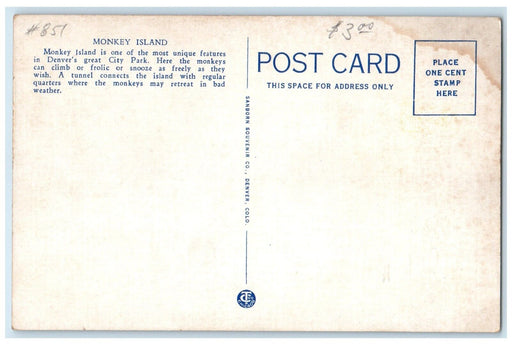 #851
$3.00
MONKEY ISLAND
Monkey Island is one of the most unique features
in Denver's great City Park. Here the monkeys
can climb or frolic or snooze as freely as they
wish. A tunnel connects the island with regular
quarters where the monkeys may retreat in bad
weather.
SANBORN SOUVENIR CO., DENVER, COLO.
POST CARD
THIS SPACE FOR ADDRESS ONLY
PLACE
ONE CENT
STAMP
HERE